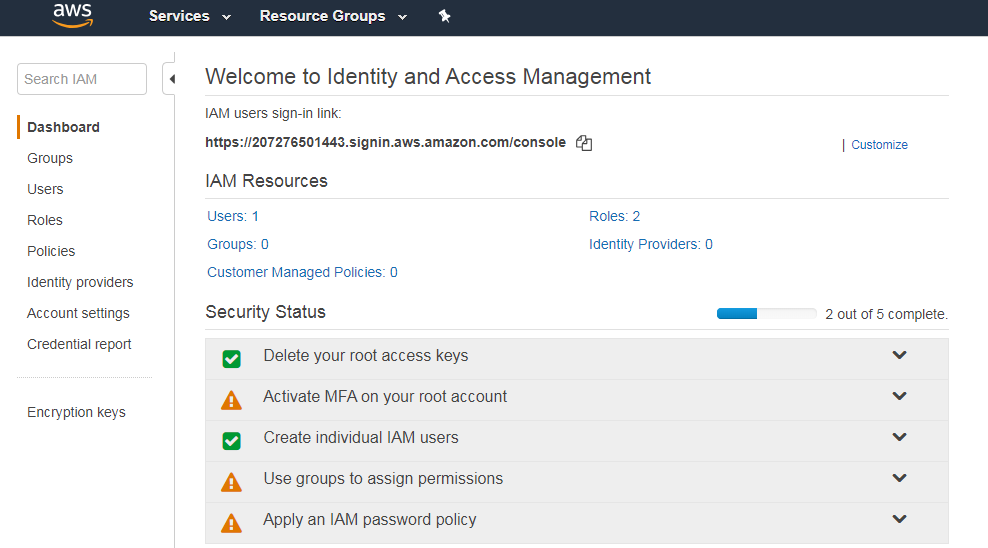 aws
Services
Resource Groups
Search IAM
Dashboard
Groups
Users
Roles
Policies
Identity providers
Account settings
Credential report
Encryption keys
Welcome to Identity and Access Management
IAM users sign-in link:
https://207276501443.signin.aws.amazon.com/console
| Customize
IAM Resources
Users: 1
Roles: 2
Groups: 0
Identity Providers: 0
Customer Managed Policies: 0
Security Status
2 out of 5 complete.
Delete your root access keys
Activate MFA on your root account
Create individual IAM users
Use groups to assign permissions
Apply an IAM password policy